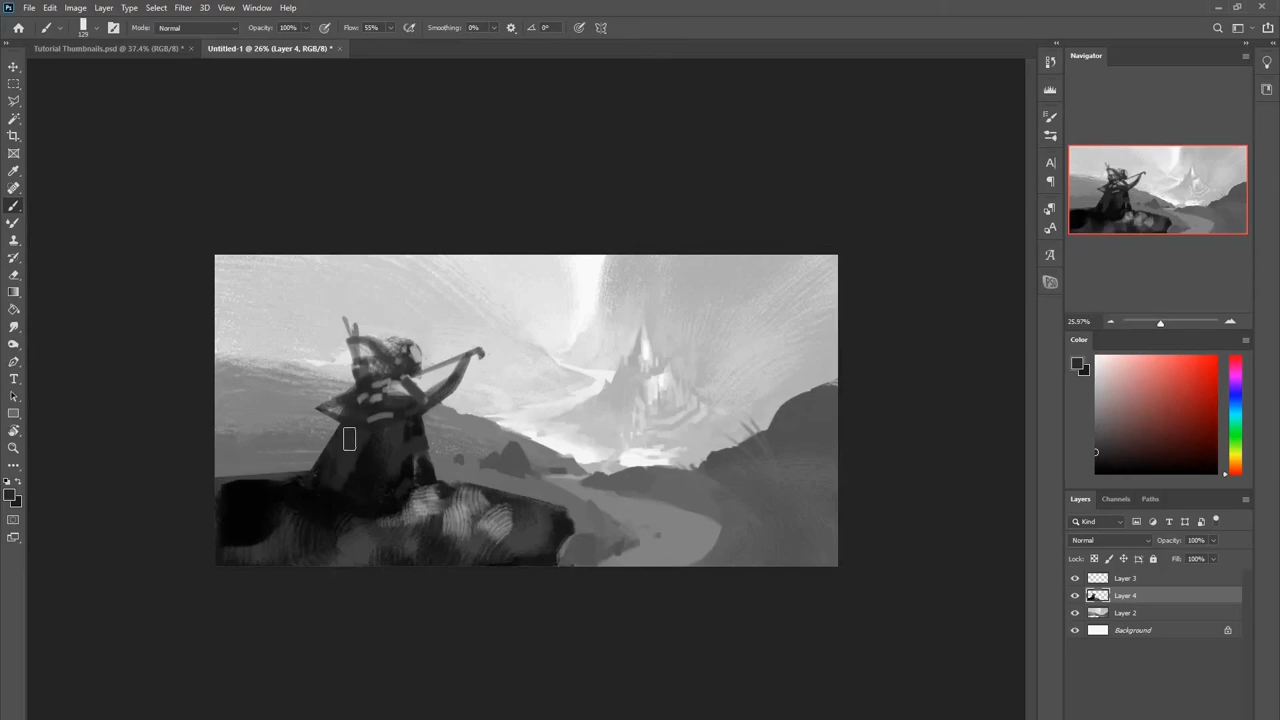 Ps File Edit Image Layer Type Select Filter 3D View Window Help
129 Mode: Normal Opacity: 100% Flow: 55% Smoothing: 0% 0°
Tutorial Thumbnails.psd @ 37.4% (RGB/8) * × Untitled-1 @ 26% (Layer 4, RGB/8) * ×
Navigator
25.97%
Color
Layers Channels Paths
Kind
Normal Opacity: 100%
Lock: Fill: 100%
Layer 3
Layer 4
Layer 2
Background